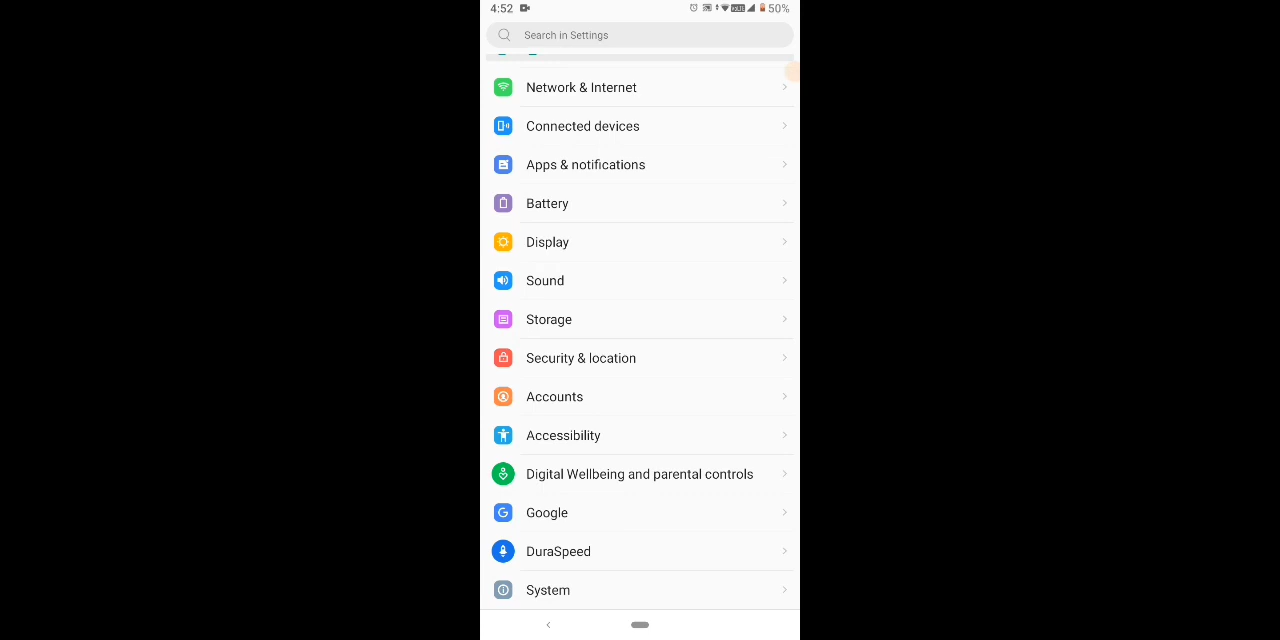 4:52 50%
Search in Settings
Network & Internet
Connected devices
Apps & notifications
Battery
Display
Sound
Storage
Security & location
Accounts
Accessibility
Digital Wellbeing and parental controls
Google
DuraSpeed
System